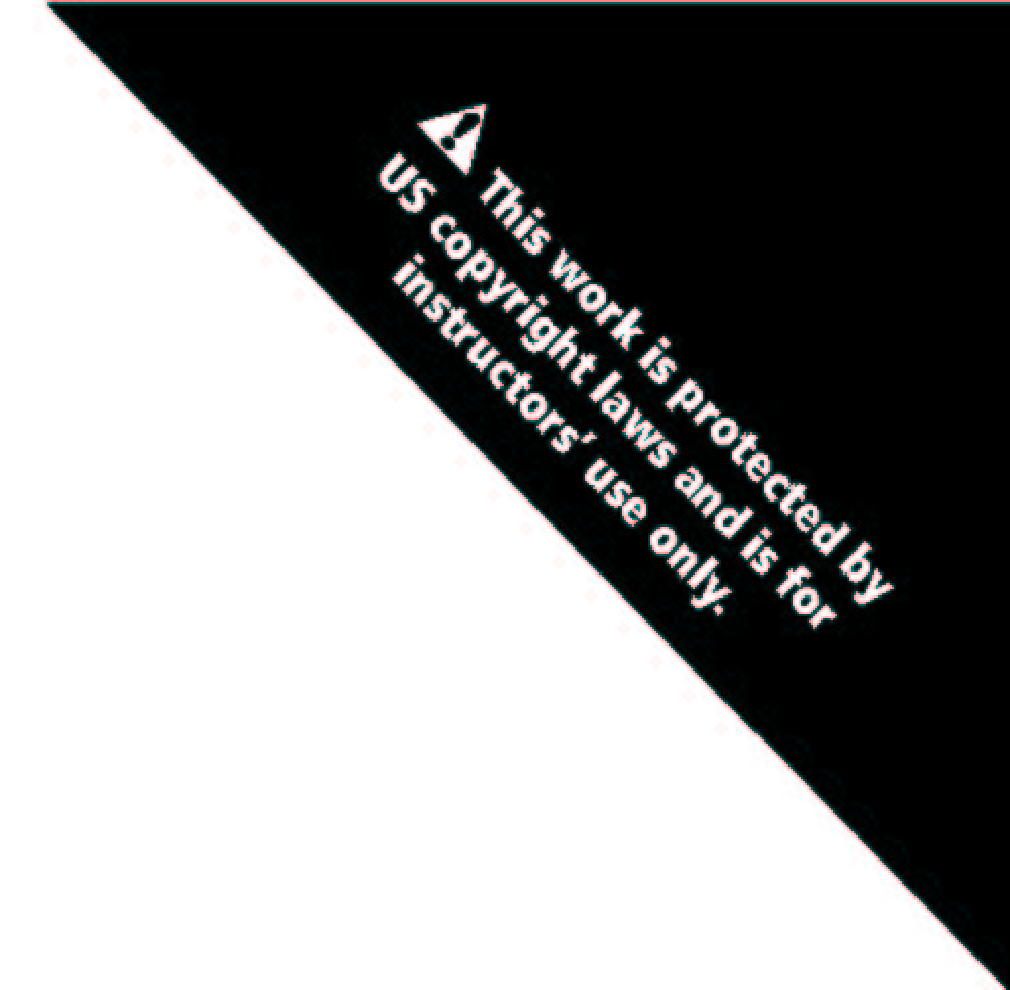 ⚠ This work is protected by
US copyright laws and is for
instructors’ use only.